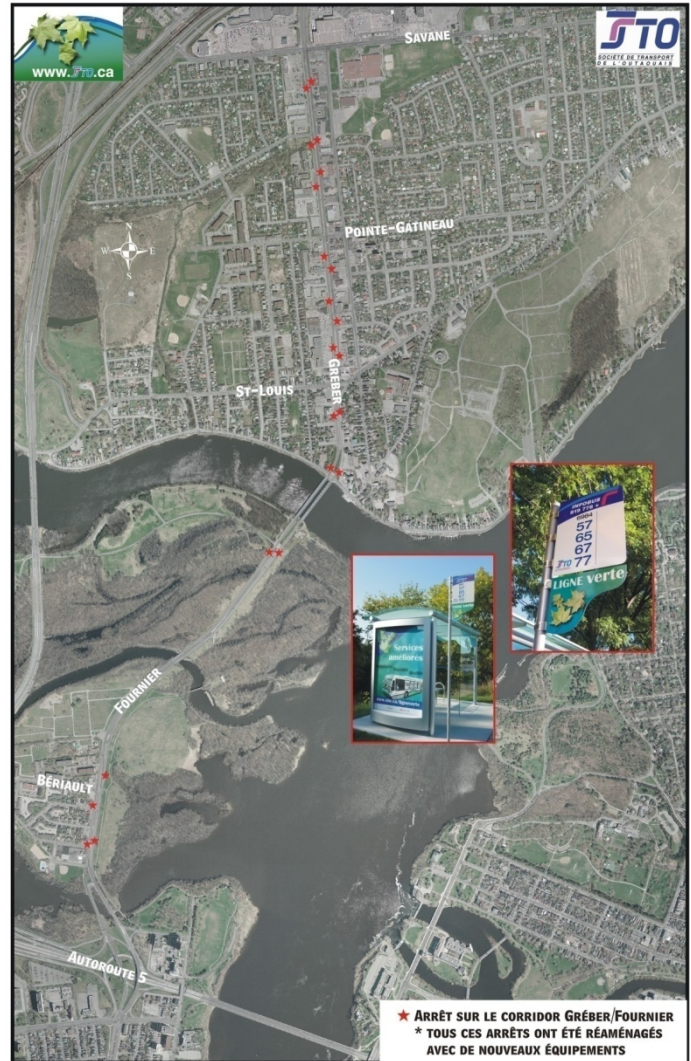 www.STO.ca
STO
SOCIÉTÉ DE TRANSPORT
DE L'OUTAOUAIS
SAVANE
N
W E
S
POINTE-GATINEAU
GRÉBER
ST-LOUIS
INFOBUS
57
65
67
STO 77
LIGNE verte
Services
améliorés
FOURNIER
BÉRIAULT
AUTOROUTE 5
★ ARRÊT SUR LE CORRIDOR GRÉBER/FOURNIER
* TOUS CES ARRÊTS ONT ÉTÉ RÉAMÉNAGÉS
AVEC DE NOUVEAUX ÉQUIPEMENTS